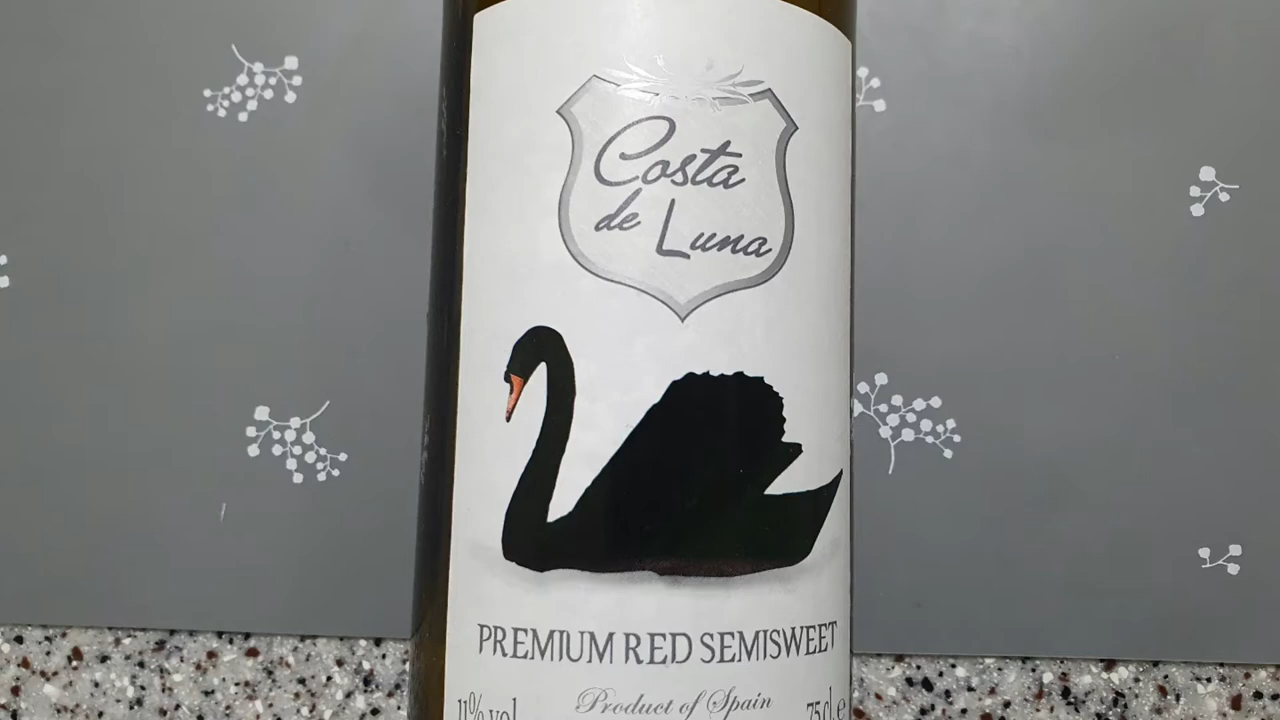 Costa
de Luna
PREMIUM RED SEMISWEET
Product of Spain
11% vol
75cl e